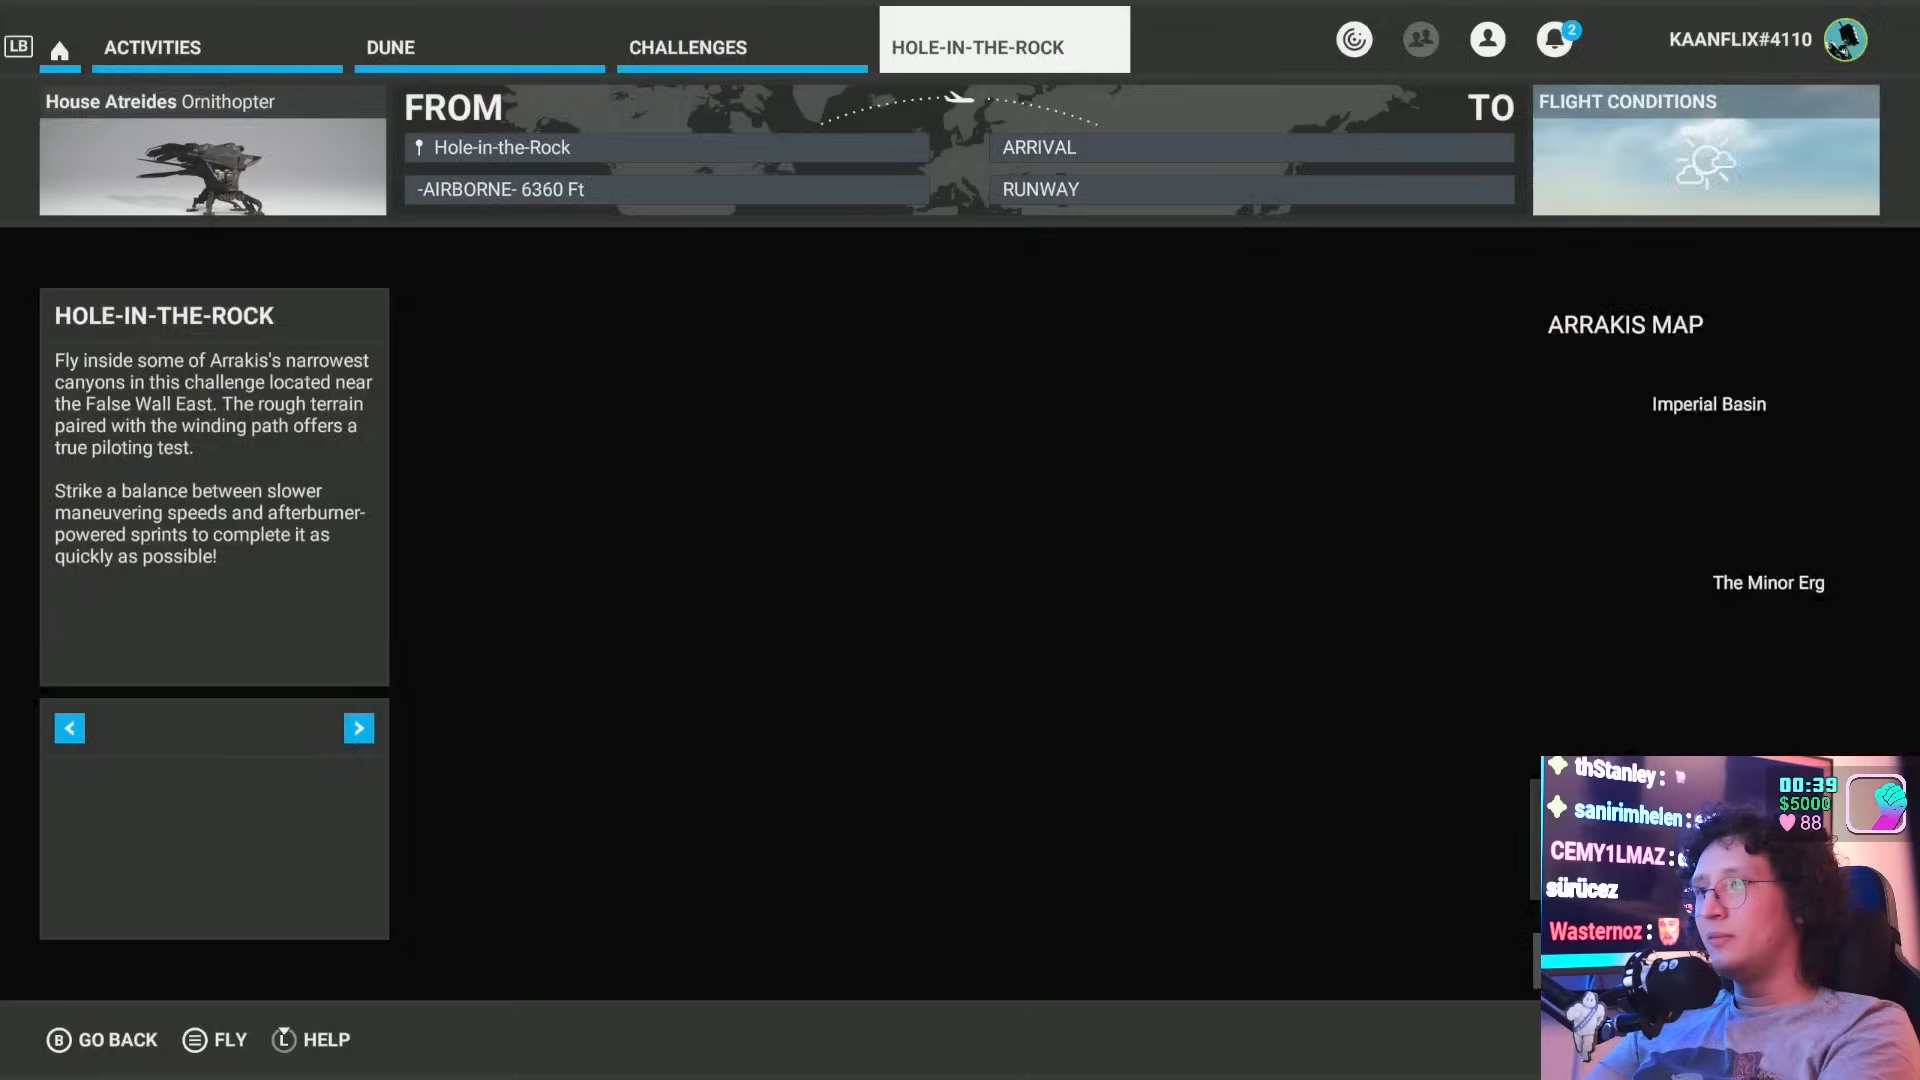 LB
ACTIVITIES
DUNE
CHALLENGES
HOLE-IN-THE-ROCK
2
KAANFLIX#4110
House Atreides Ornithopter
FROM
TO
Hole-in-the-Rock
ARRIVAL
-AIRBORNE- 6360 Ft
RUNWAY
FLIGHT CONDITIONS
HOLE-IN-THE-ROCK
Fly inside some of Arrakis's narrowest
canyons in this challenge located near
the False Wall East. The rough terrain
paired with the winding path offers a
true piloting test.
Strike a balance between slower
maneuvering speeds and afterburner-
powered sprints to complete it as
quickly as possible!
ARRAKIS MAP
Imperial Basin
The Minor Erg
thStanley:
sanirimhelen:
CEMY1LMAZ:
sürücez
Wasternoz:
00:39
$5000
88
B GO BACK
FLY
L HELP